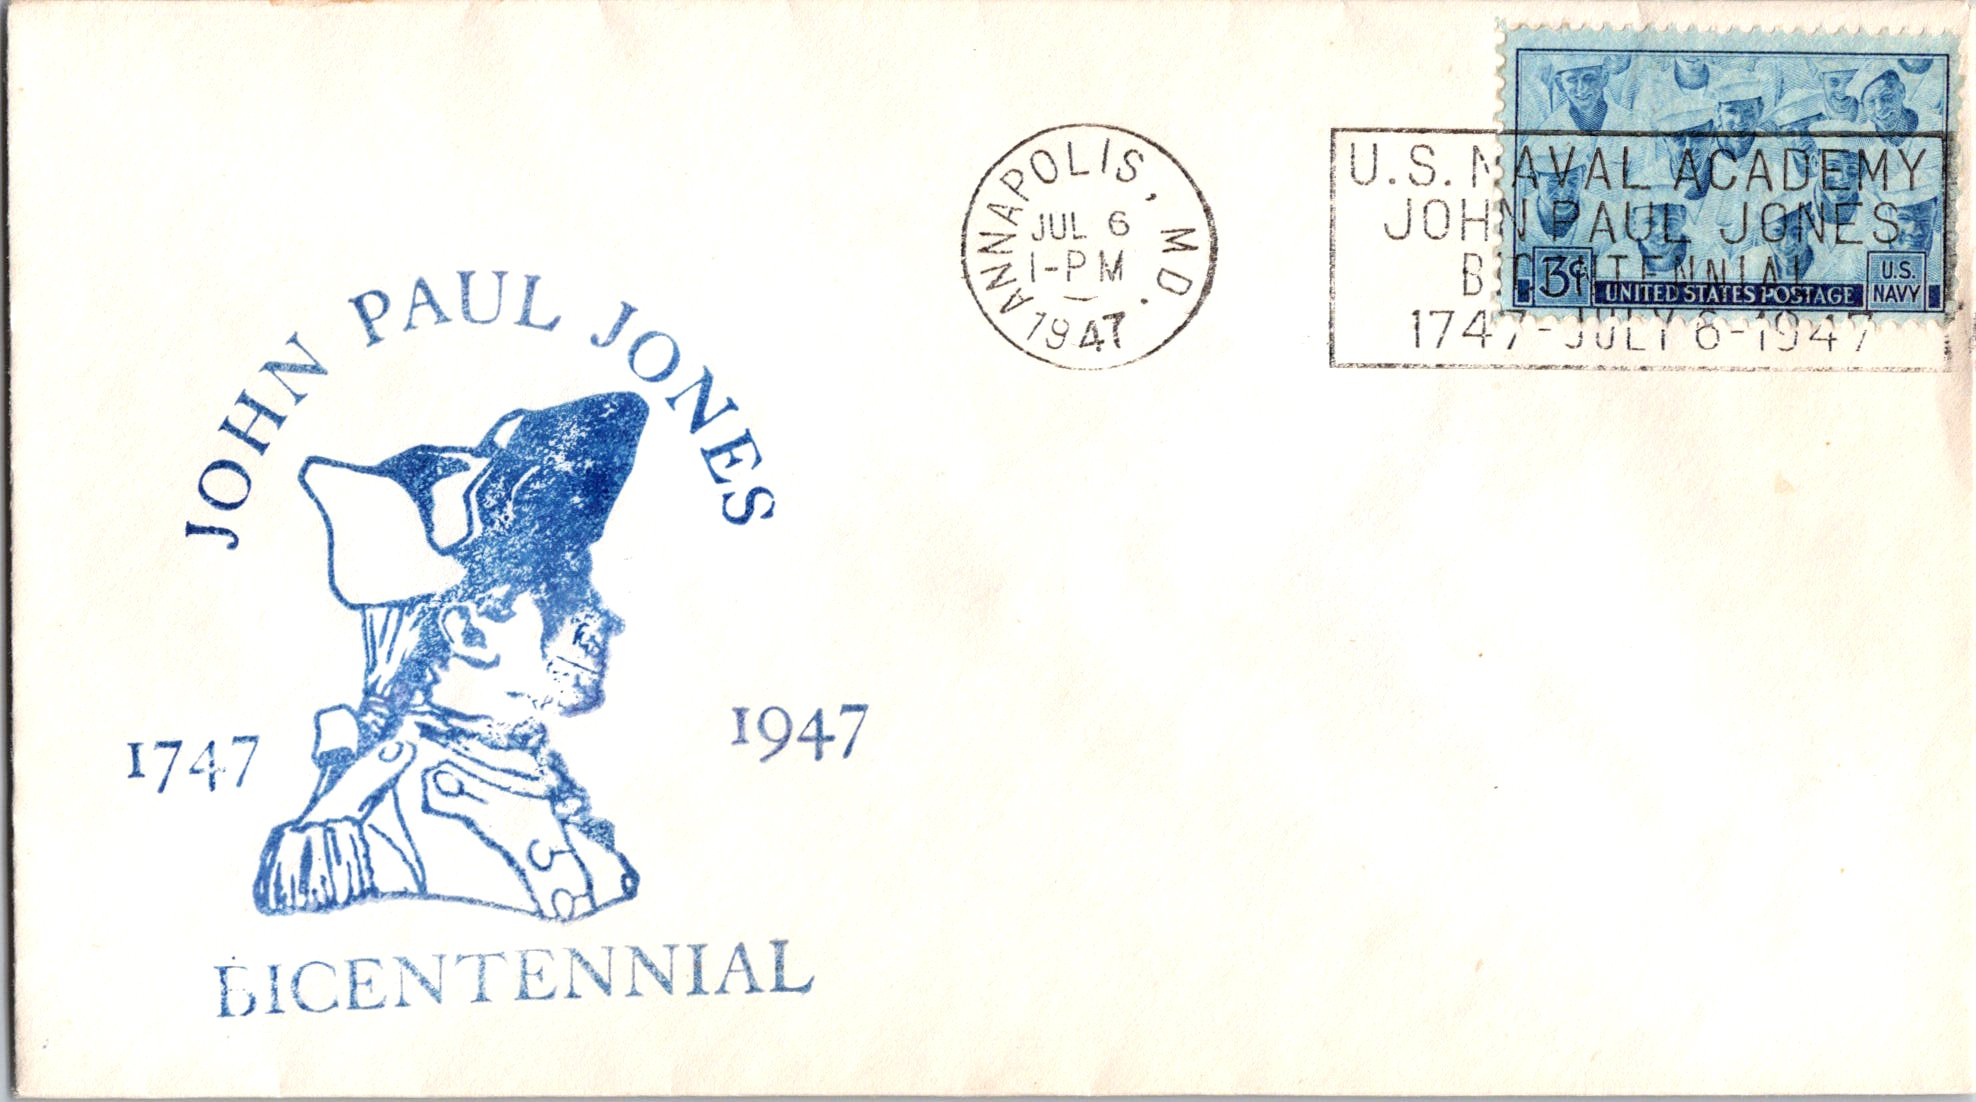 JOHN PAUL JONES
1747
1947
BICENTENNIAL
ANNAPOLIS, MD.
JUL 6
1-PM
1947
U.S. NAVAL ACADEMY
JOHN PAUL JONES
BICENTENNIAL
1747-JULY 6-1947
3¢
UNITED STATES POSTAGE
U.S.
NAVY